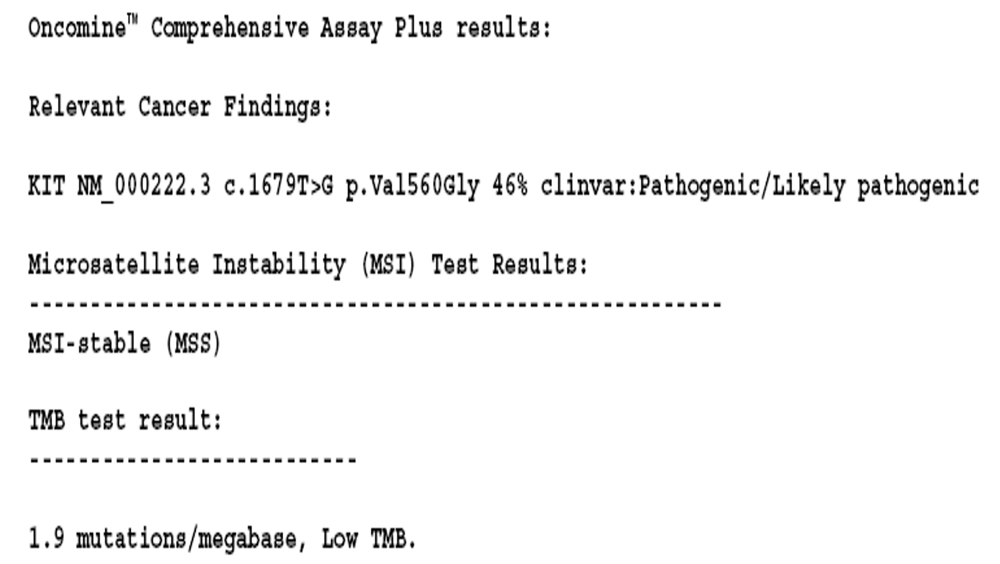 Oncomine™ Comprehensive Assay Plus results:
Relevant Cancer Findings:
KIT NM_000222.3 c.1679T>G p.Val560Gly 46% clinvar:Pathogenic/Likely pathogenic
Microsatellite Instability (MSI) Test Results:
---------------------------------------------------------
MSI-stable (MSS)
TMB test result:
---------------------------
1.9 mutations/megabase, Low TMB.